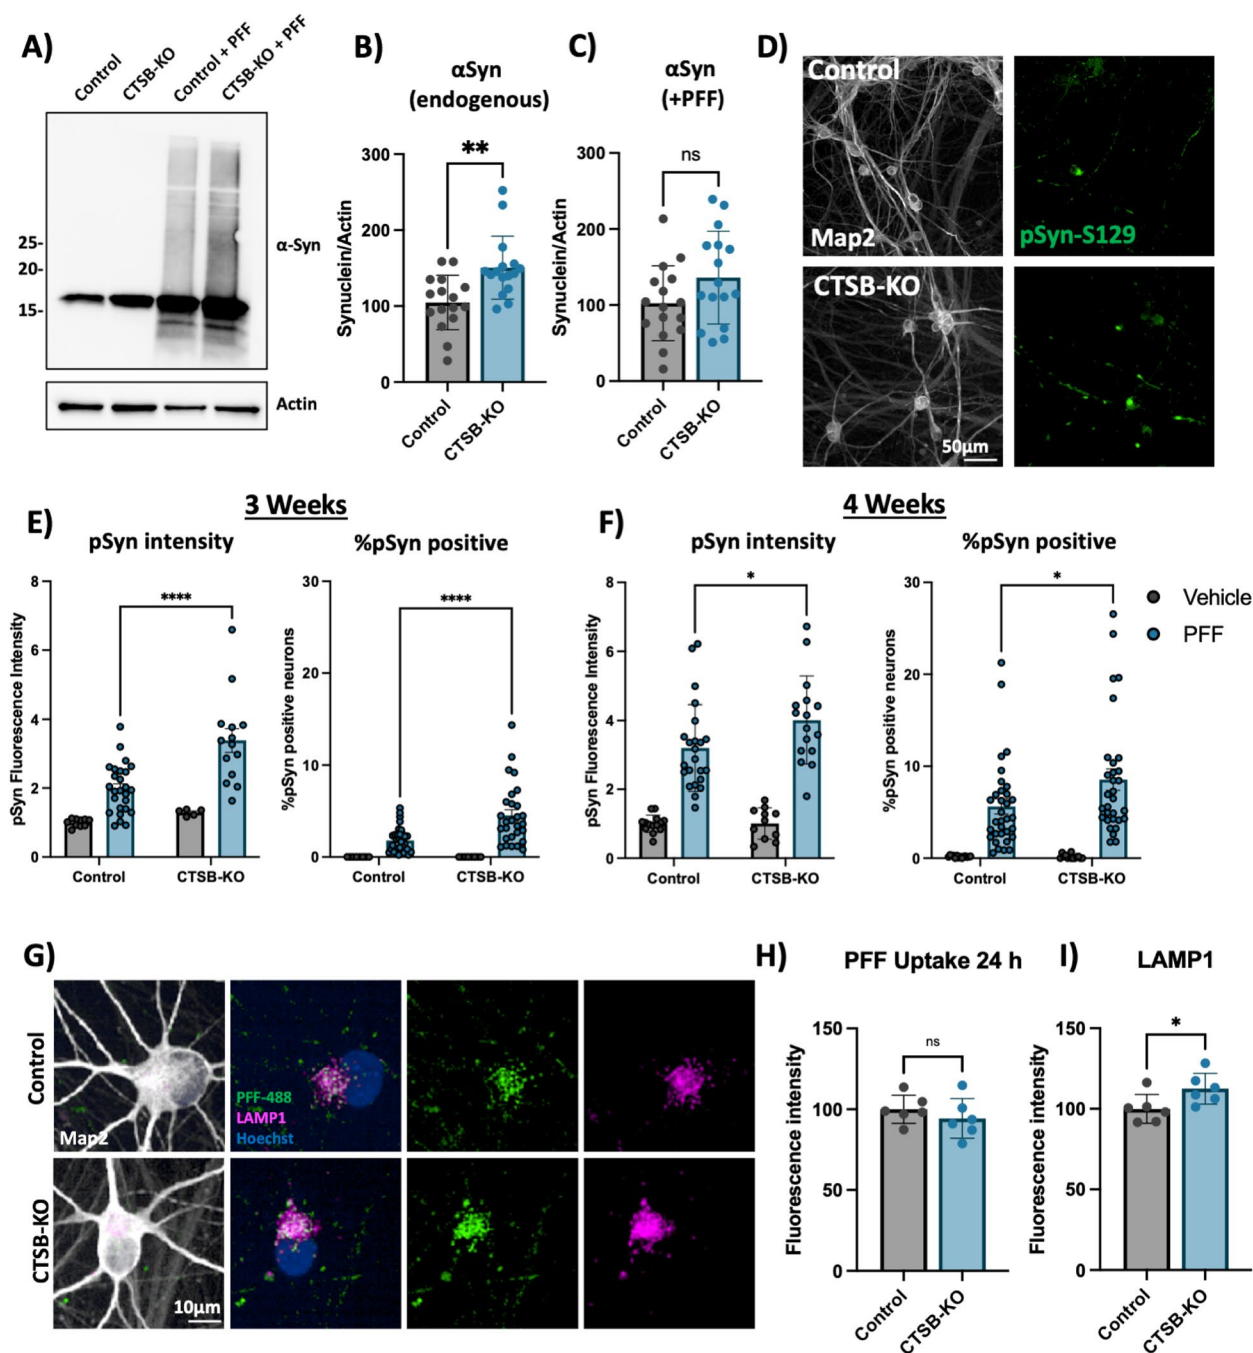 A)
Control
CTSB-KO
Control + PFF
CTSB-KO + PFF
25-
20-
15-
α-Syn
Actin
B)
αSyn
(endogenous)
**
300
200
100
0
Synuclein/Actin
Control
CTSB-KO
C)
αSyn
(+PFF)
ns
300
200
100
0
Synuclein/Actin
Control
CTSB-KO
D)
Control
Map2
pSyn-S129
CTSB-KO
50µm
3 Weeks
E)
pSyn intensity
****
8
6
4
2
0
pSyn Fluorescence Intensity
Control
CTSB-KO
%pSyn positive
****
30
20
10
0
%pSyn positive neurons
Control
CTSB-KO
4 Weeks
F)
pSyn intensity
*
8
6
4
2
0
pSyn Fluorescence Intensity
Control
CTSB-KO
%pSyn positive
*
30
20
10
0
%pSyn positive neurons
Control
CTSB-KO
Vehicle
PFF
G)
Control
Map2
PFF-488
LAMP1
Hoechst
CTSB-KO
10µm
H)
PFF Uptake 24 h
ns
150
100
50
0
Fluorescence intensity
Control
CTSB-KO
I)
LAMP1
*
150
100
50
0
Fluorescence intensity
Control
CTSB-KO